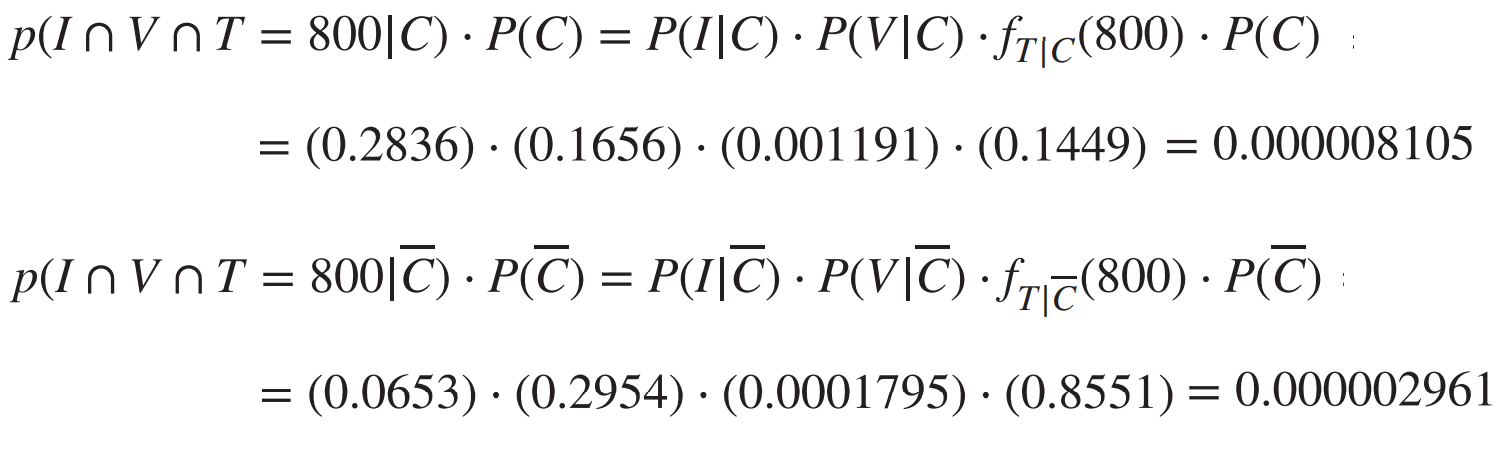 p(I ∩ V ∩ T = 800|C) · P(C) = P(I|C) · P(V|C) · f_{T|C}(800) · P(C)
= (0.2836) · (0.1656) · (0.001191) · (0.1449) = 0.000008105
p(I ∩ V ∩ T = 800|C̅) · P(C̅) = P(I|C̅) · P(V|C̅) · f_{T|C̅}(800) · P(C̅)
= (0.0653) · (0.2954) · (0.0001795) · (0.8551) = 0.000002961